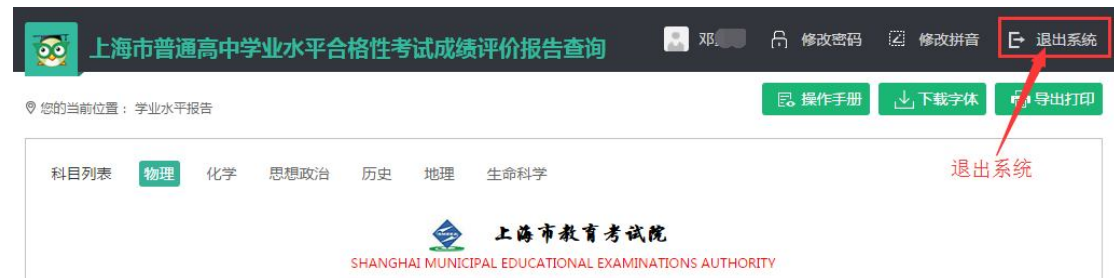 上海市普通高中学业水平合格性考试成绩评价报告查询 邓 修改密码 修改拼音 退出系统
您的当前位置： 学业水平报告 操作手册 下载字体 导出打印
科目列表 物理 化学 思想政治 历史 地理 生命科学 退出系统
上海市教育考试院
SHANGHAI MUNICIPAL EDUCATIONAL EXAMINATIONS AUTHORITY